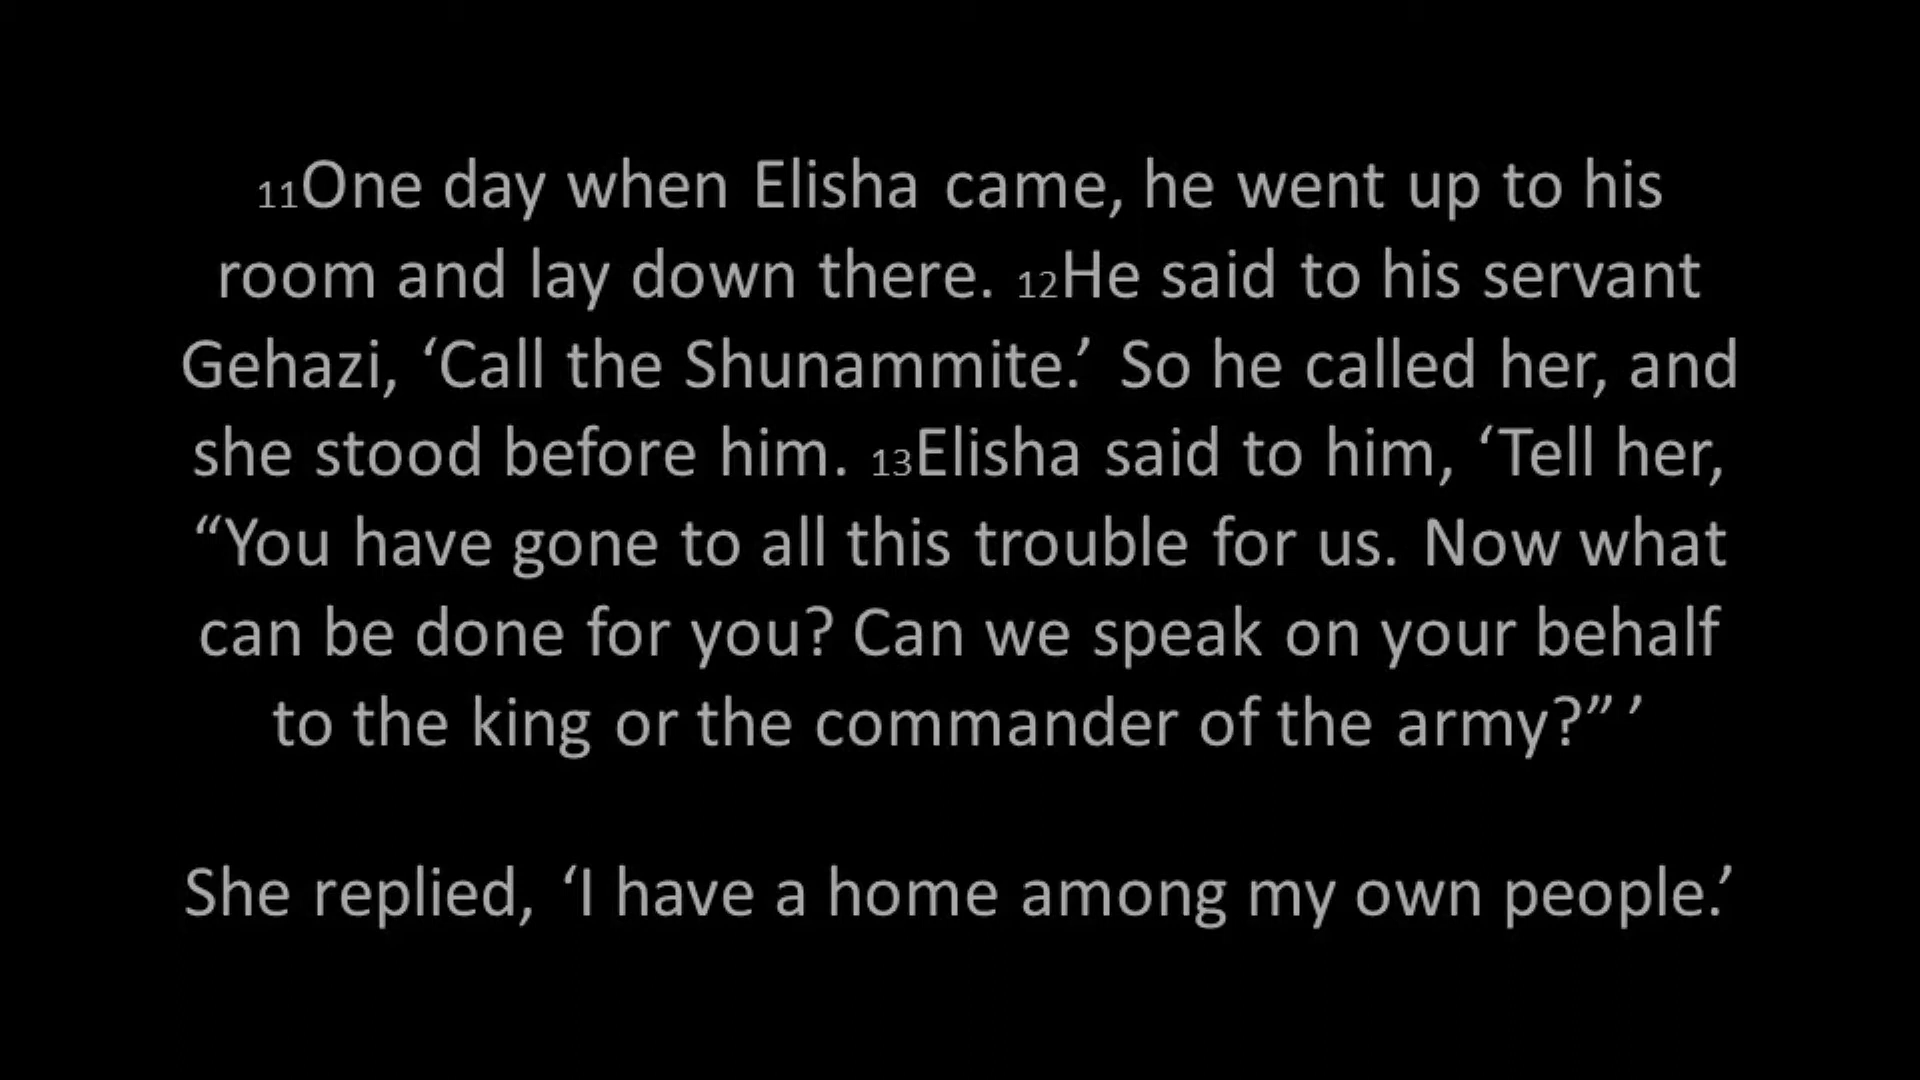 11One day when Elisha came, he went up to his
room and lay down there. 12He said to his servant
Gehazi, ‘Call the Shunammite.’ So he called her, and
she stood before him. 13Elisha said to him, ‘Tell her,
“You have gone to all this trouble for us. Now what
can be done for you? Can we speak on your behalf
to the king or the commander of the army?” ’
She replied, ‘I have a home among my own people.’